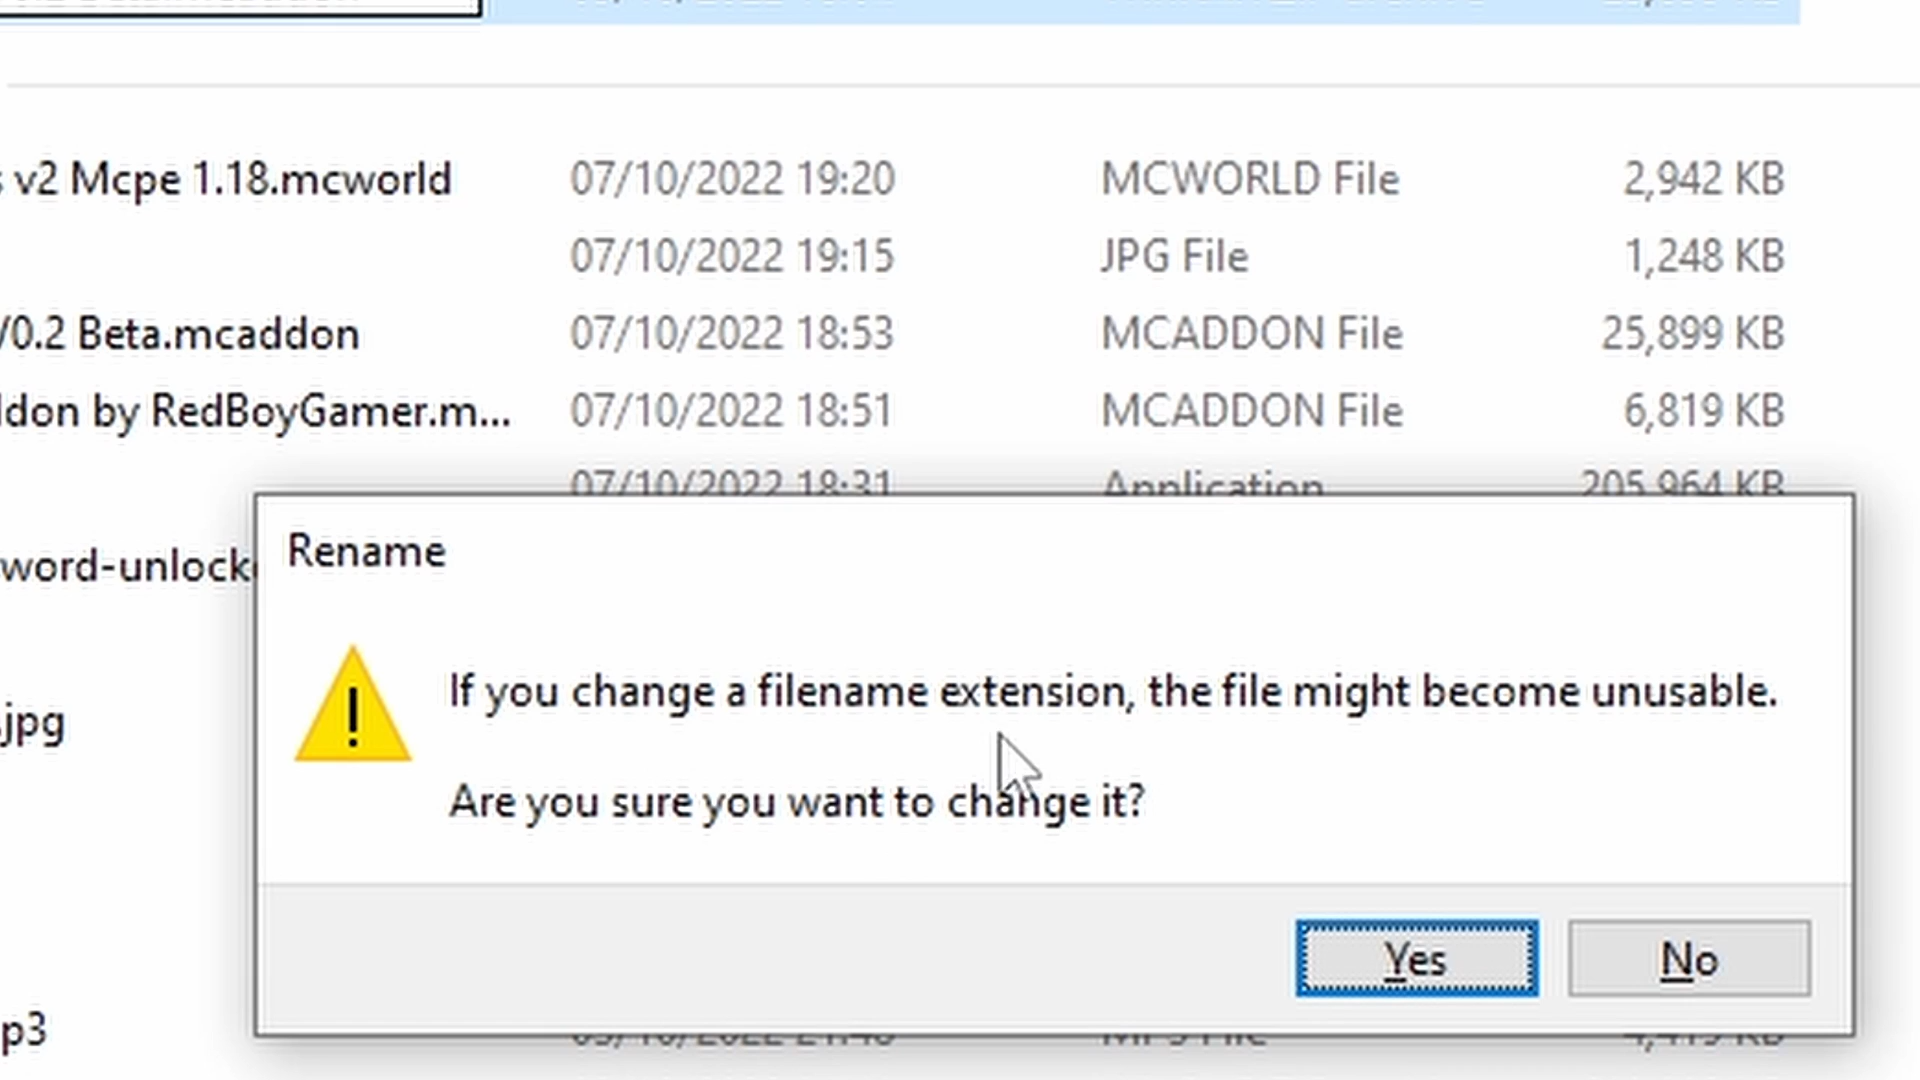 v2 Mcpe 1.18.mcworld 07/10/2022 19:20 MCWORLD File 2,942 KB
07/10/2022 19:15 JPG File 1,248 KB
/0.2 Beta.mcaddon 07/10/2022 18:53 MCADDON File 25,899 KB
ddon by RedBoyGamer.m... 07/10/2022 18:51 MCADDON File 6,819 KB
07/10/2022 18:31 Application 205,964 KB
word-unlock
.jpg
p3
Rename
If you change a filename extension, the file might become unusable.
Are you sure you want to change it?
Yes No